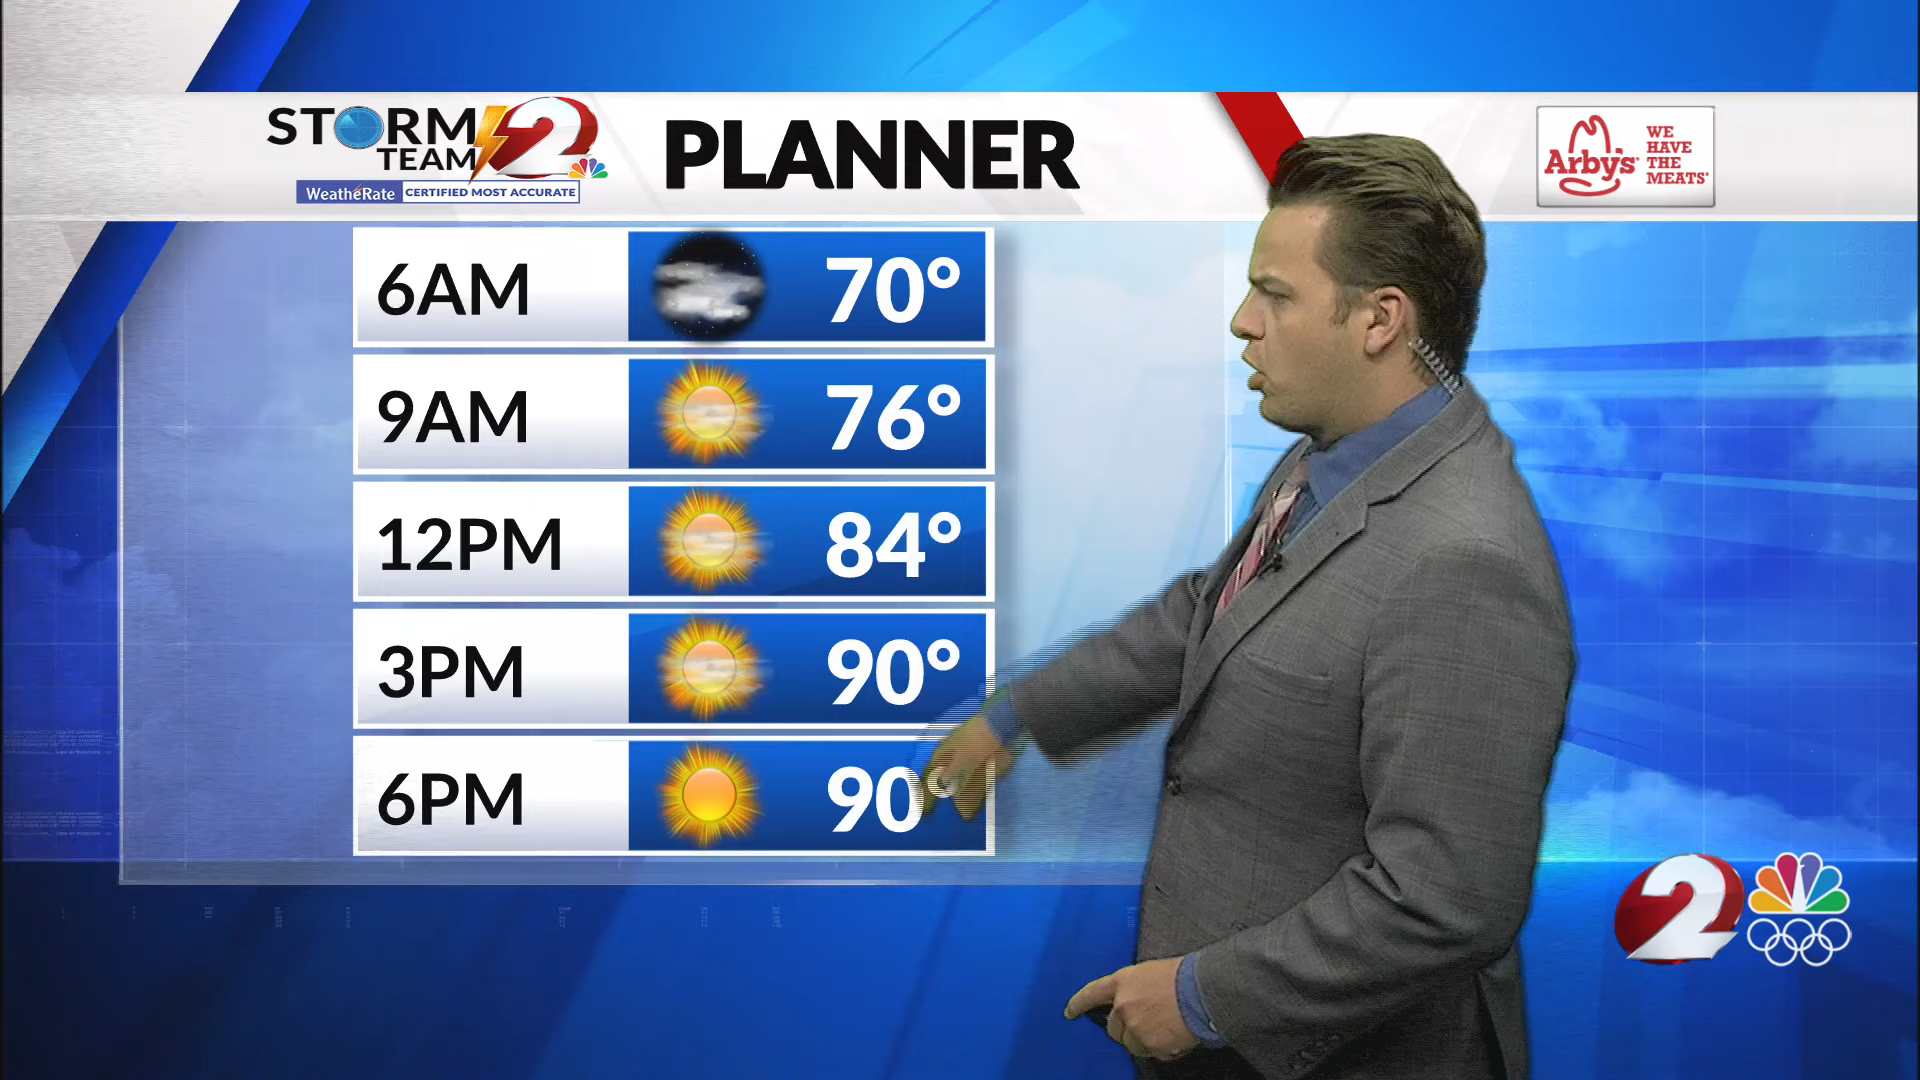 STORM
TEAM
2
WeatheRate CERTIFIED MOST ACCURATE
PLANNER
Arby's®
WE
HAVE
THE
MEATS®
6AM 70°
9AM 76°
12PM 84°
3PM 90°
6PM 90°
2